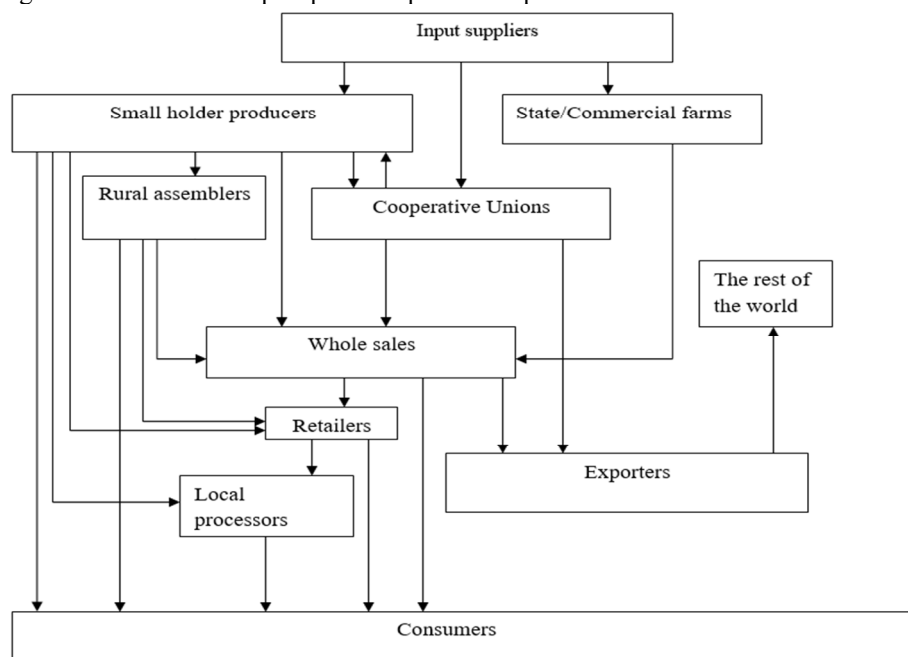 Input suppliers
Small holder producers
State/Commercial farms
Rural assemblers
Cooperative Unions
The rest of
the world
Whole sales
Retailers
Exporters
Local
processors
Consumers